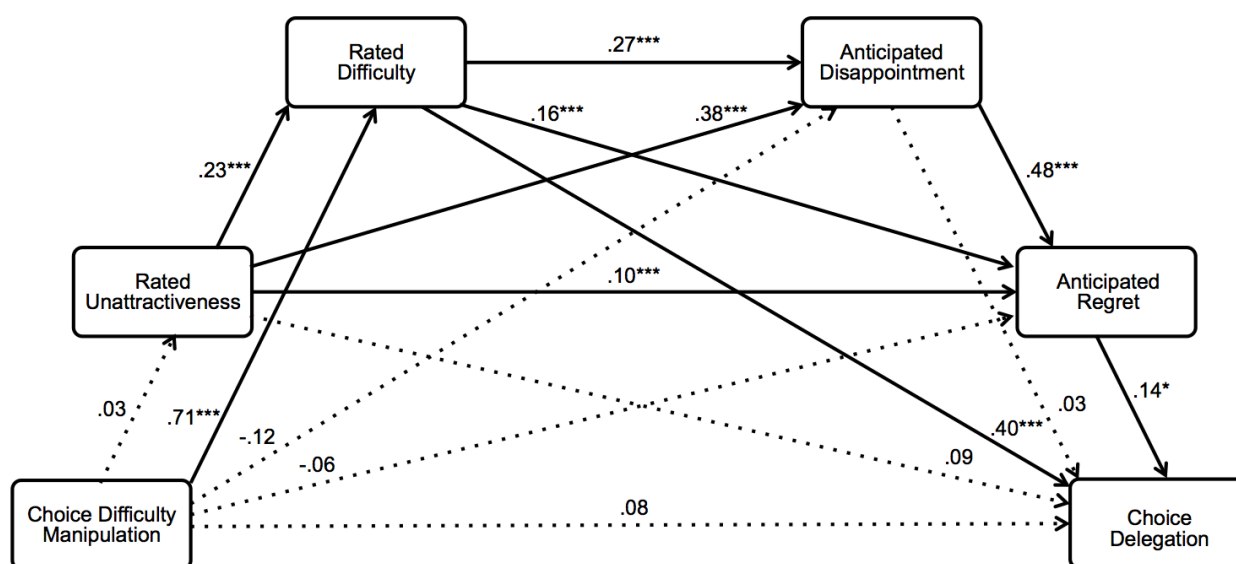 Rated
Difficulty
.27***
Anticipated
Disappointment
.16***
.38***
.23***
.48***
Rated
Unattractiveness
.10***
Anticipated
Regret
.03
.71***
-.12
-.06
.40***
.03
.14*
.09
Choice Difficulty
Manipulation
.08
Choice
Delegation